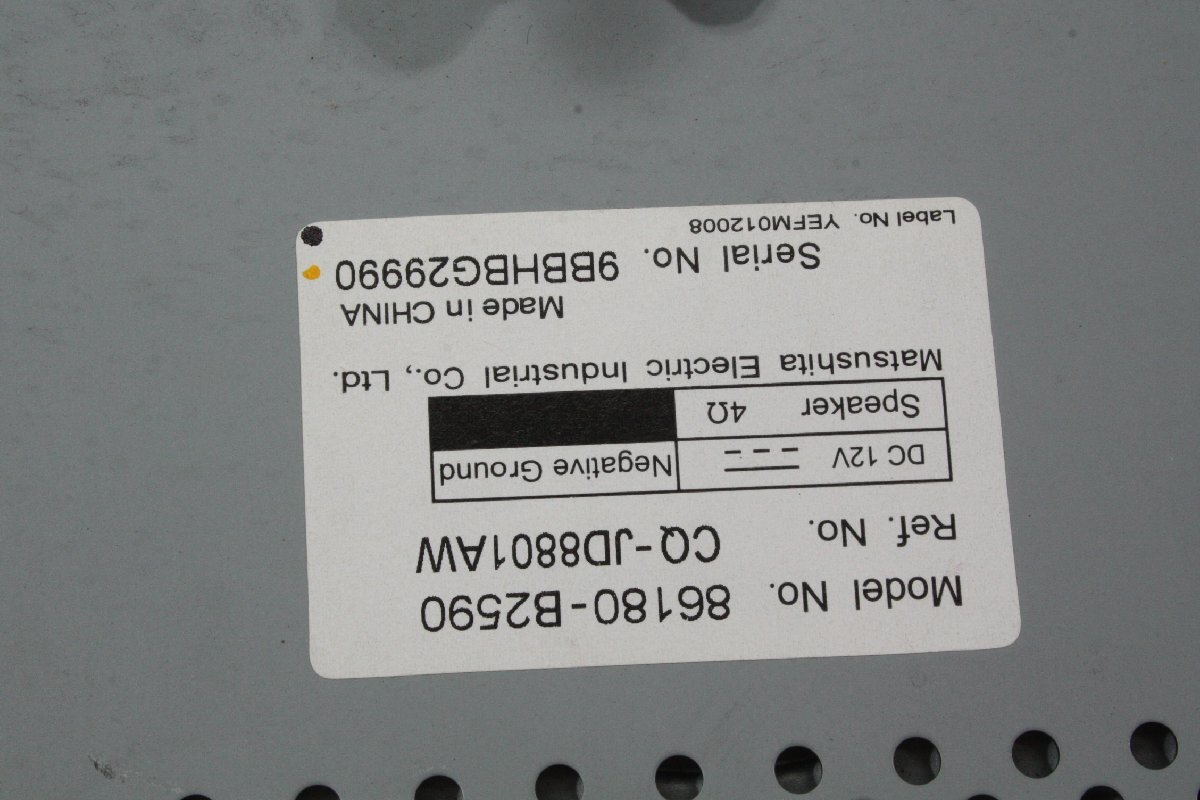 Model No. 86180-B2590
Ref. No. CQ-JD8801AW
DC 12V Negative Ground
Speaker 4Ω
Matsushita Electric Industrial Co., Ltd.
Made in CHINA
Serial No. 9BBHBG29990
Label No. YEFM012008